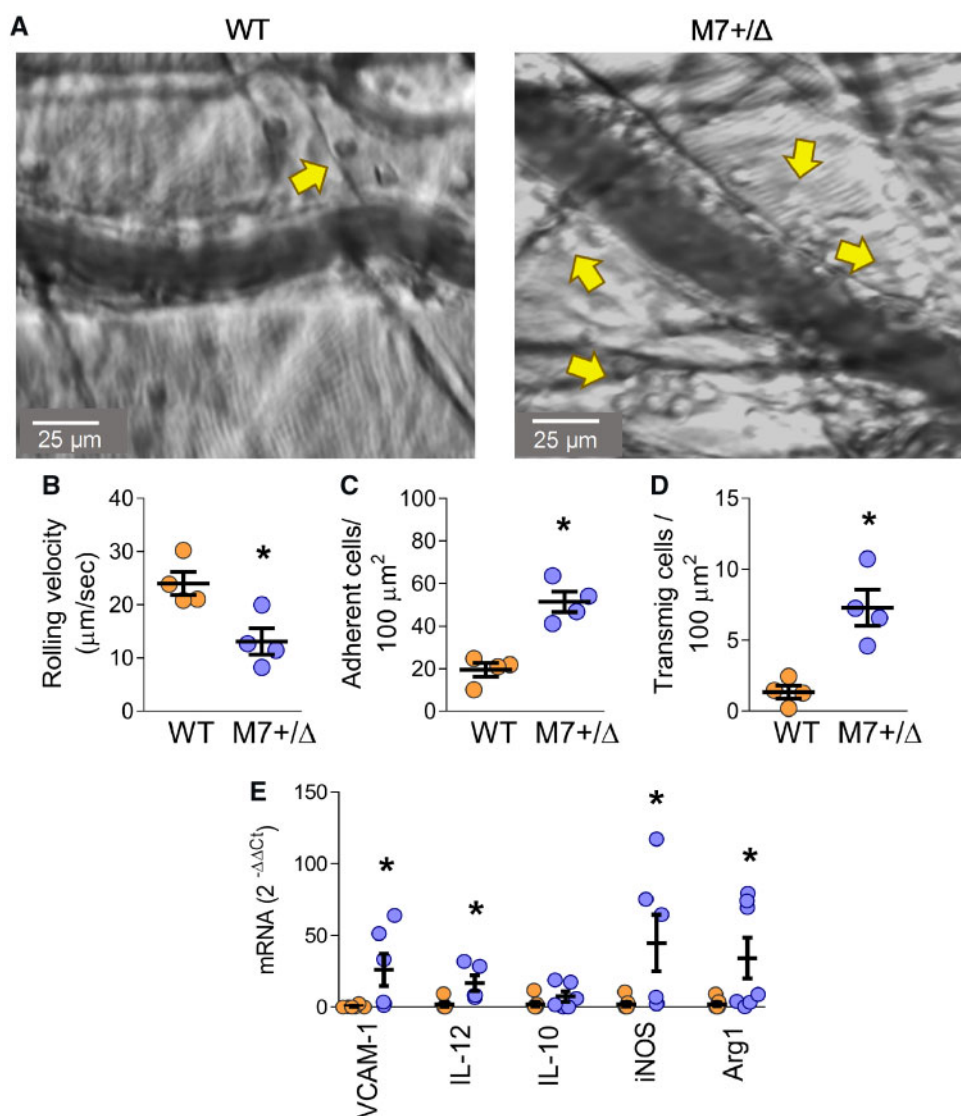 A
WT
M7+/Δ
25 µm
25 µm
B
Rolling velocity
(µm/sec)
40
30
20
10
0
*
WT
M7+/Δ
C
Adherent cells/
100 µm²
100
80
60
40
20
0
*
WT
M7+/Δ
D
Transmig cells /
100 µm²
15
10
5
0
*
WT
M7+/Δ
E
mRNA (2 -ΔΔCt)
150
100
50
0
*
*
*
*
VCAM-1
IL-12
IL-10
iNOS
Arg1